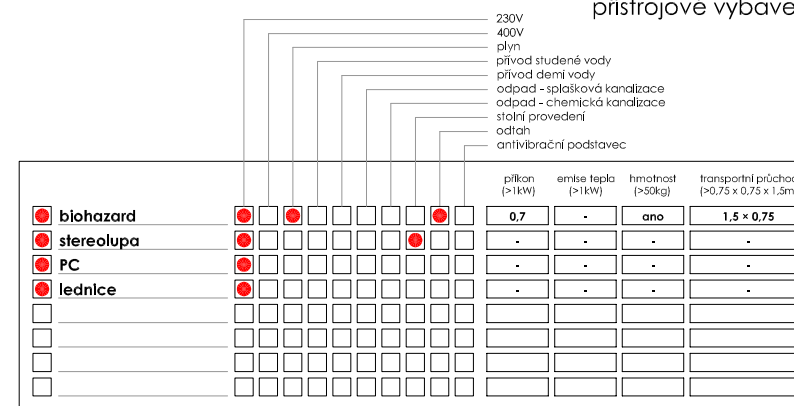 přístrojové vybave
230V
400V
plyn
přívod studené vody
přívod demi vody
odpad - splašková kanalizace
odpad - chemická kanalizace
stolní provedení
odtah
antivibrační podstavec
příkon emise tepla hmotnost transportní průchod
(>1kW) (>1kW) (>50kg) (>0,75 x 0,75 x 1,5m
biohazard 0,7 - ano 1,5 × 0,75
stereolupa - - - -
PC - - - -
lednice - - - -